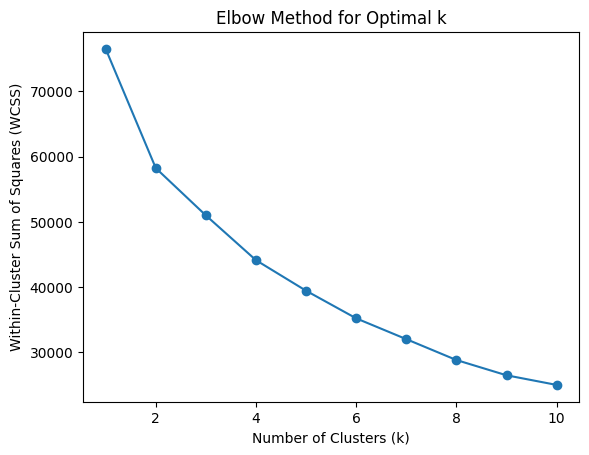 Elbow Method for Optimal k
Within-Cluster Sum of Squares (WCSS)
70000
60000
50000
40000
30000
2 4 6 8 10
Number of Clusters (k)